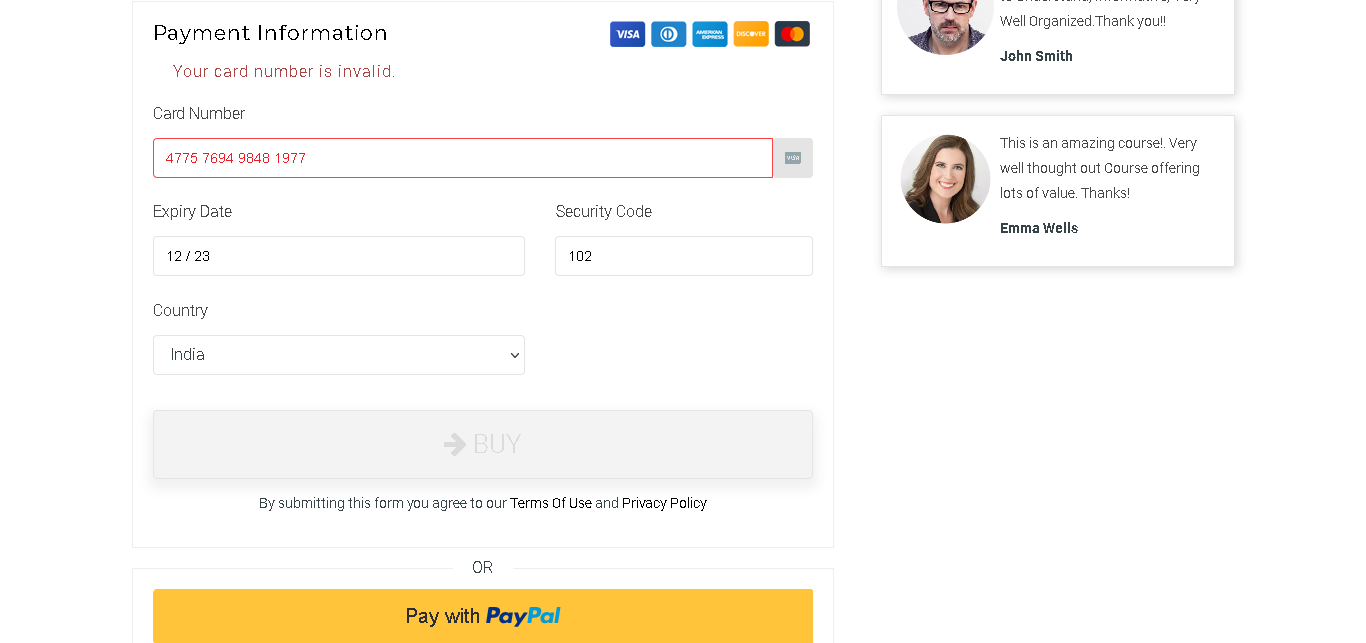 Payment Information
VISA
AMERICAN EXPRESS
DISCOVER
Your card number is invalid.
Card Number
4775 7694 9848 1977
VISA
Expiry Date
Security Code
12 / 23
102
Country
India
BUY
By submitting this form you agree to our Terms Of Use and Privacy Policy
OR
Pay with PayPal
Well Organized.Thank you!!
John Smith
This is an amazing course!. Very
well thought out Course offering
lots of value. Thanks!
Emma Wells